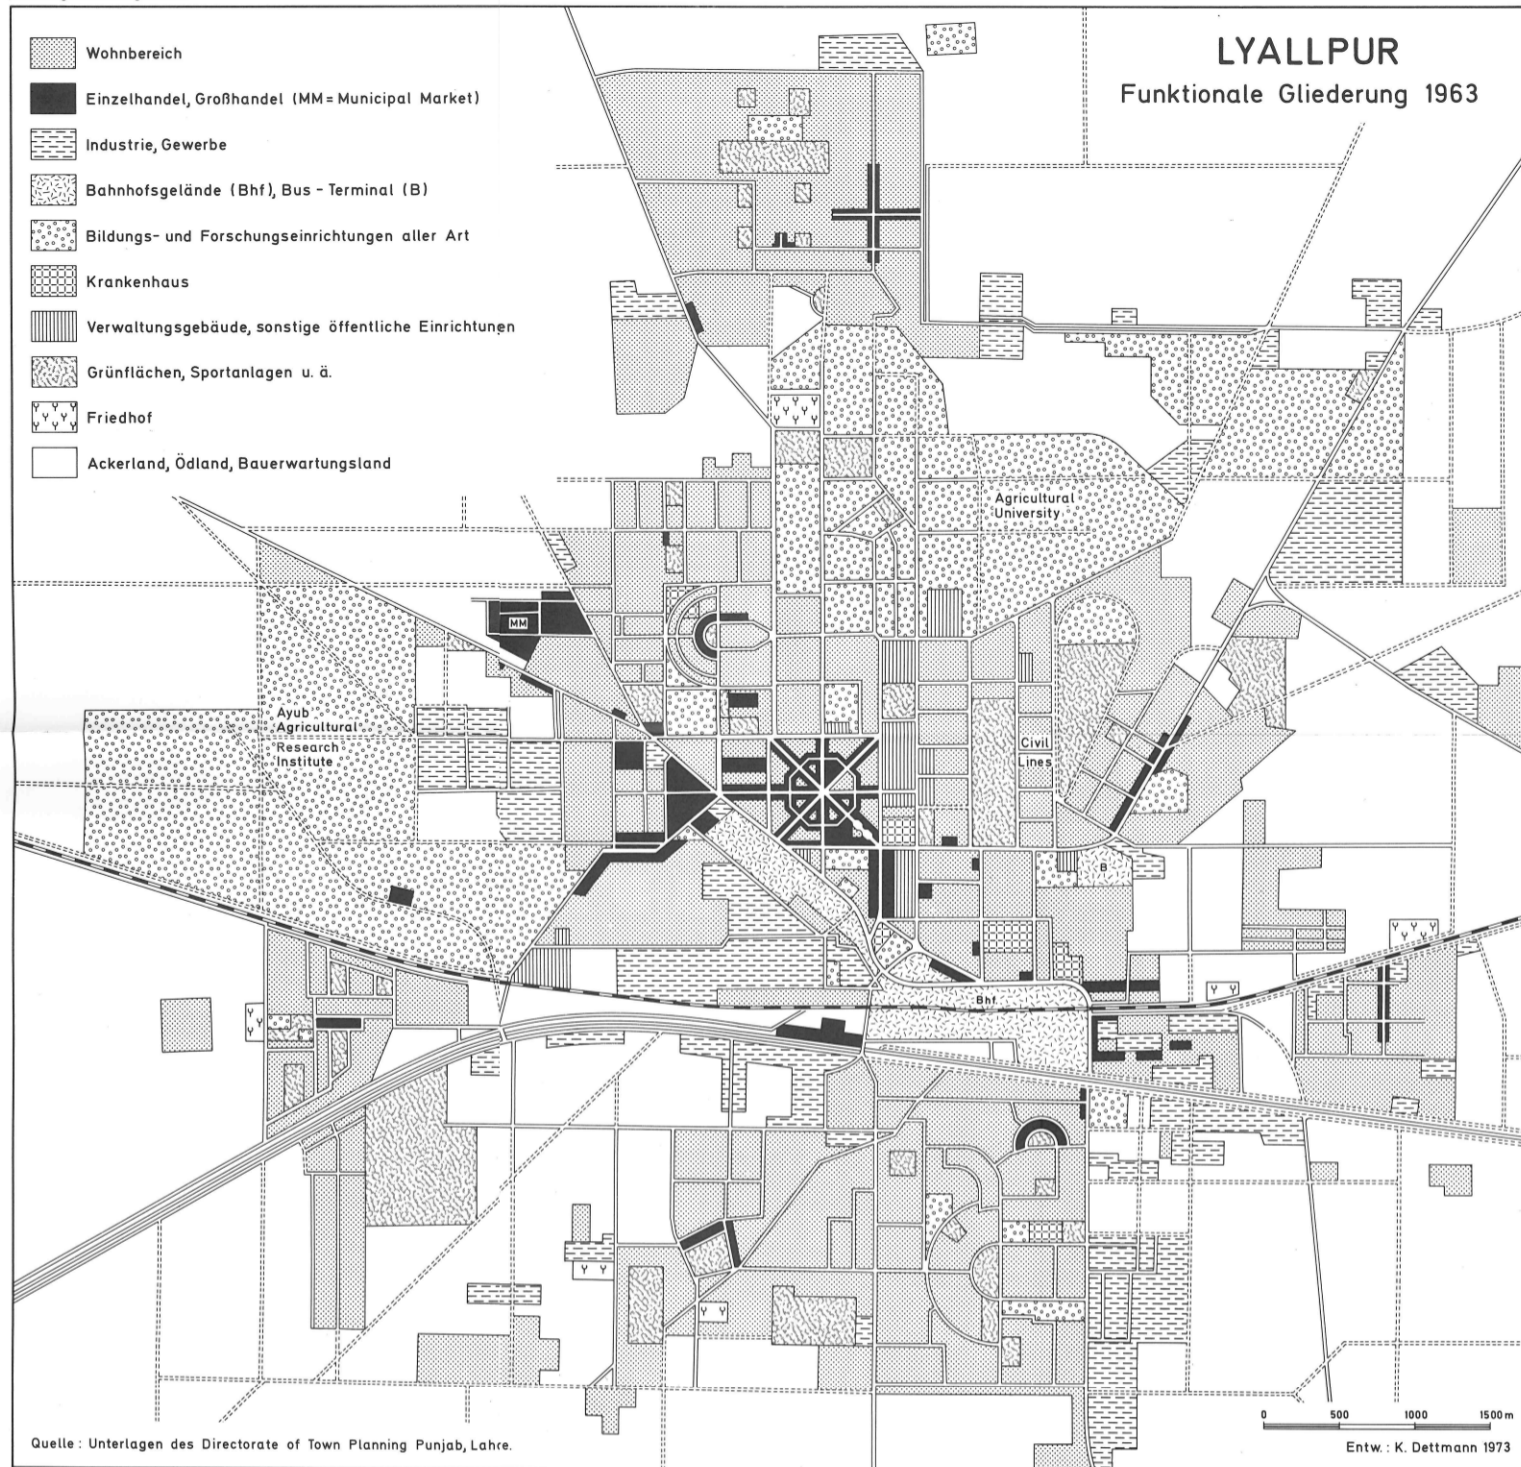 LYALLPUR
Funktionale Gliederung 1963
Wohnbereich
Einzelhandel, Großhandel (MM = Municipal Market)
Industrie, Gewerbe
Bahnhofsgelände (Bhf), Bus - Terminal (B)
Bildungs- und Forschungseinrichtungen aller Art
Krankenhaus
Verwaltungsgebäude, sonstige öffentliche Einrichtungen
Grünflächen, Sportanlagen u. ä.
Friedhof
Ackerland, Ödland, Bauerwartungsland
Agricultural
University
MM
Ayub
Agricultural
Research
Institute
Civil
Lines
B
Bhf.
0 500 1000 1500 m
Quelle : Unterlagen des Directorate of Town Planning Punjab, Lahre.
Entw. : K. Dettmann 1973